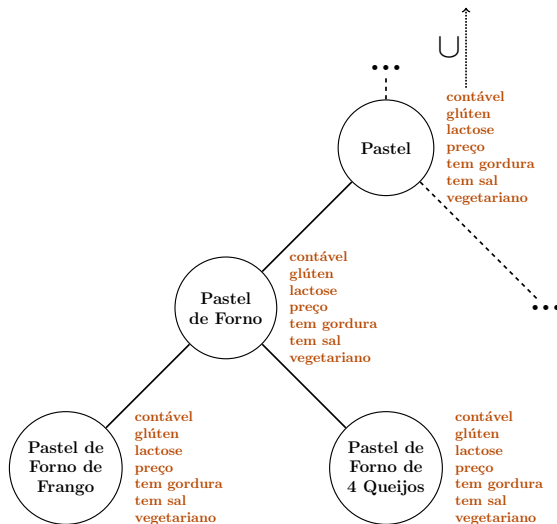 ∪
...
contável
glúten
lactose
preço
tem gordura
tem sal
vegetariano
Pastel
...
contável
glúten
lactose
preço
tem gordura
tem sal
vegetariano
Pastel
de Forno
contável
glúten
lactose
preço
tem gordura
tem sal
vegetariano
Pastel de
Forno de
Frango
contável
glúten
lactose
preço
tem gordura
tem sal
vegetariano
Pastel de
Forno de
4 Queijos